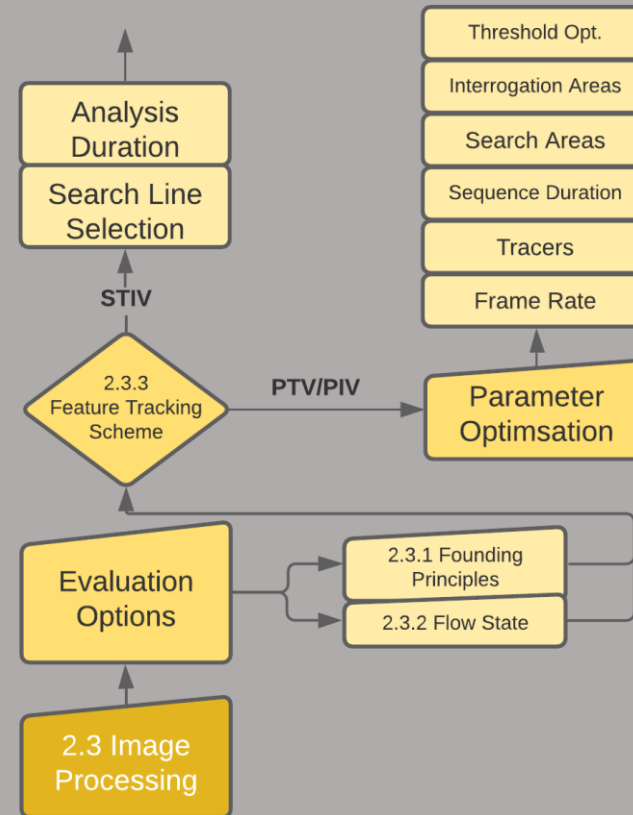 Threshold Opt.
Interrogation Areas
Search Areas
Sequence Duration
Tracers
Frame Rate
Analysis
Duration
Search Line
Selection
STIV
2.3.3
Feature Tracking
Scheme
PTV/PIV
Parameter
Optimsation
Evaluation
Options
2.3.1 Founding
Principles
2.3.2 Flow State
2.3 Image
Processing